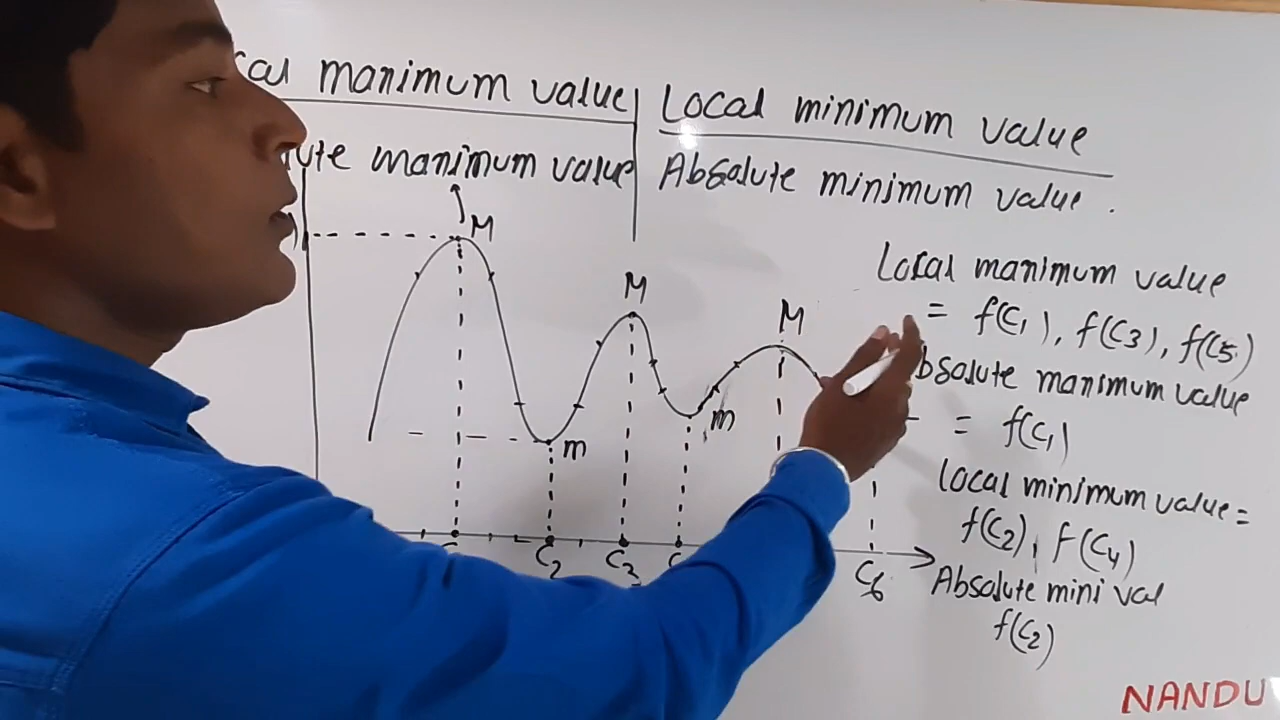 cal manimum value
Local minimum value
ute manimum value
Absolute minimum value .
M
M
M
m
m
Local manimum value
= f(C1), f(C3), f(C5)
bsolute manimum value
= f(C1)
Local minimum value =
f(C2), f(C4)
Absolute mini val
f(C2)
C2 C3 C6
NANDU